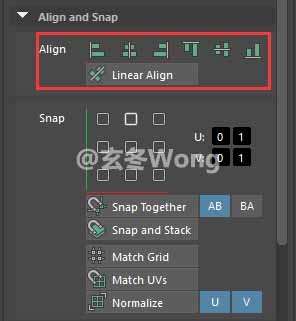 Align and Snap
Align
Linear Align
Snap
U: 0 1
V: 0 1
@玄冬Wong
Snap Together AB BA
Snap and Stack
Match Grid
Match UVs
Normalize U V